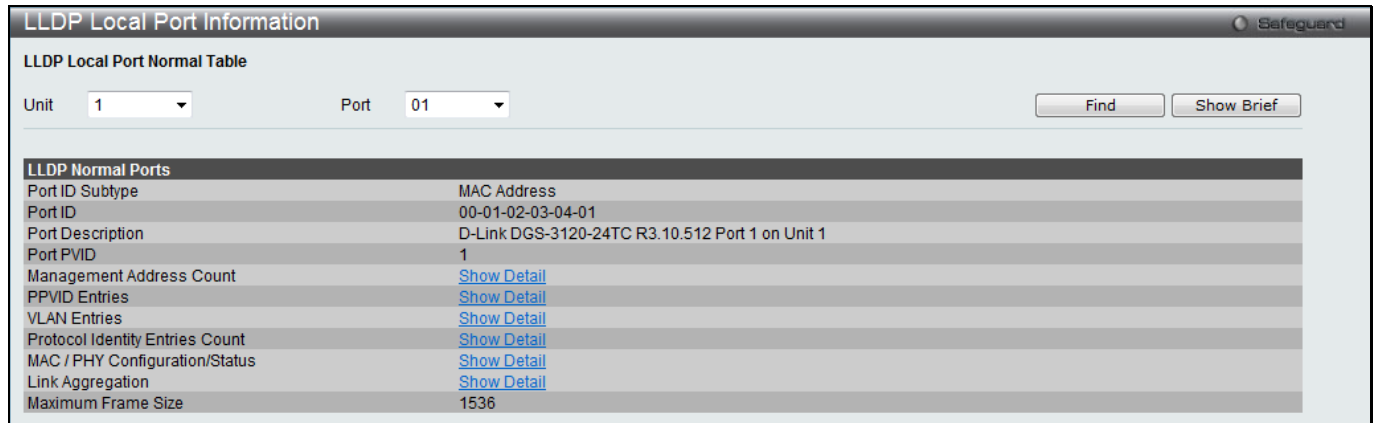 LLDP Local Port Information Safeguard
LLDP Local Port Normal Table
Unit 1 Port 01 Find Show Brief
LLDP Normal Ports
Port ID Subtype MAC Address
Port ID 00-01-02-03-04-01
Port Description D-Link DGS-3120-24TC R3.10.512 Port 1 on Unit 1
Port PVID 1
Management Address Count Show Detail
PPVID Entries Show Detail
VLAN Entries Show Detail
Protocol Identity Entries Count Show Detail
MAC / PHY Configuration/Status Show Detail
Link Aggregation Show Detail
Maximum Frame Size 1536